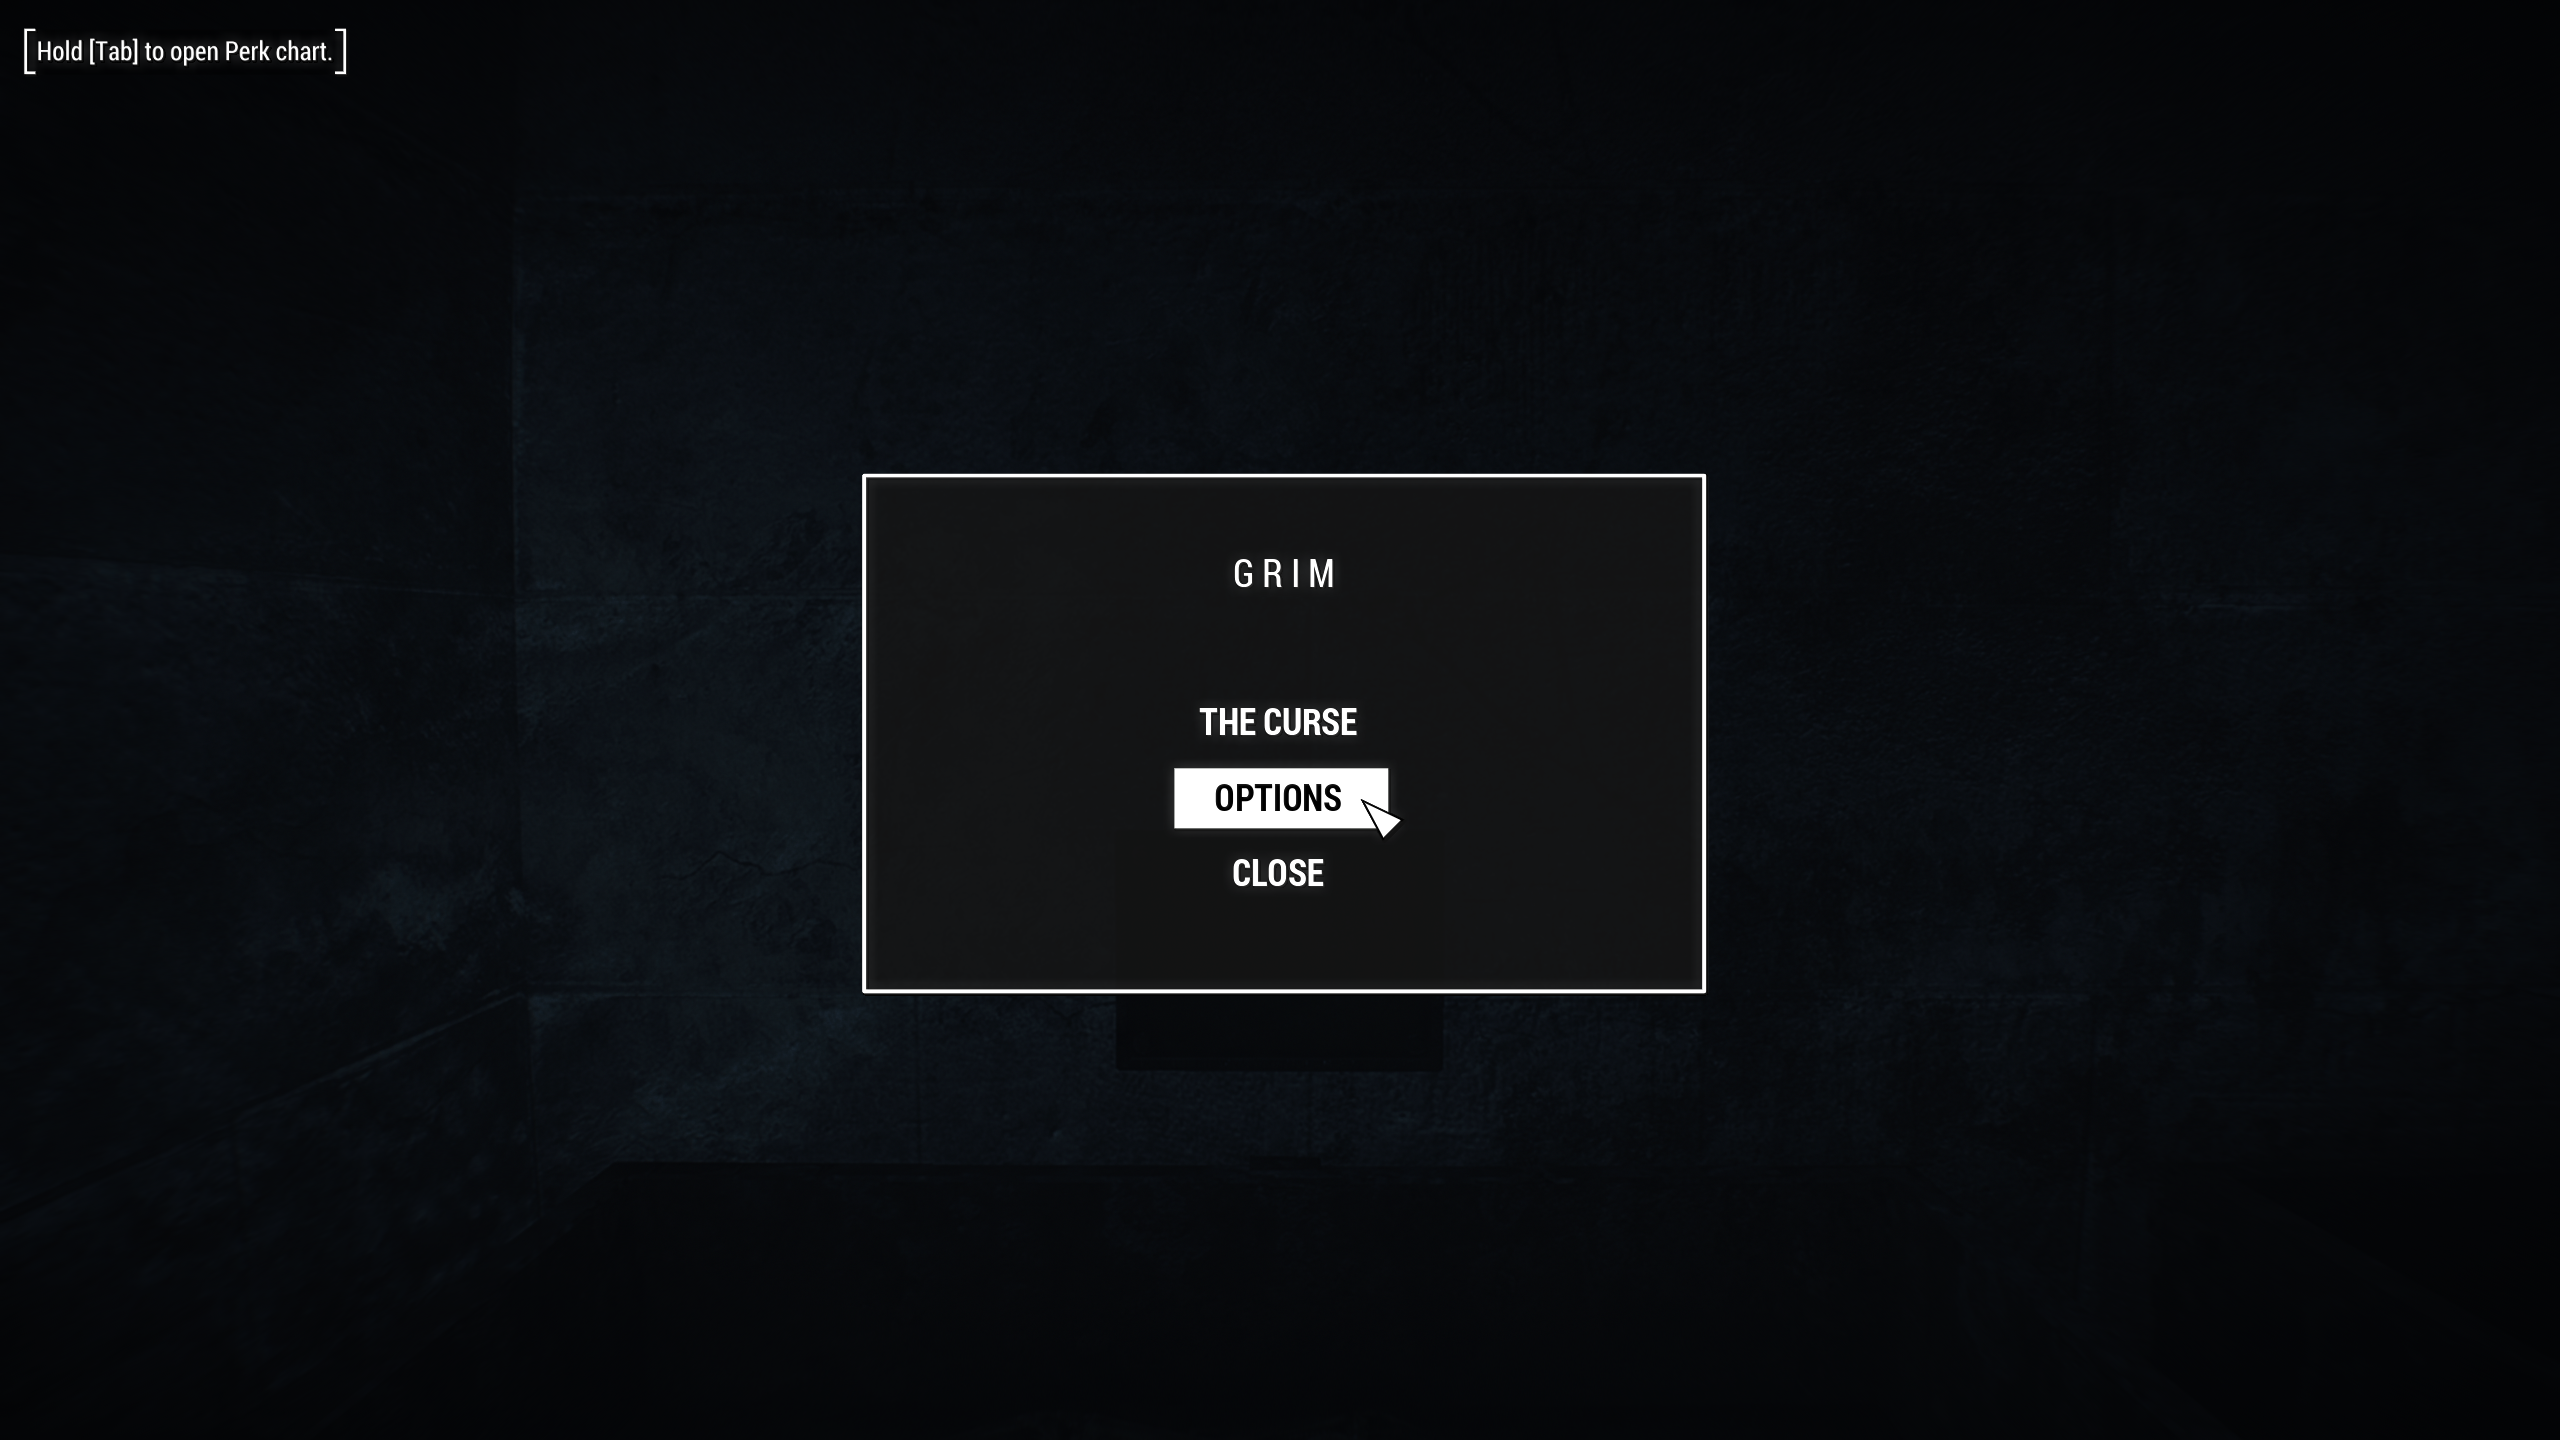 [Hold [Tab] to open Perk chart.]
GRIM
THE CURSE
OPTIONS
CLOSE